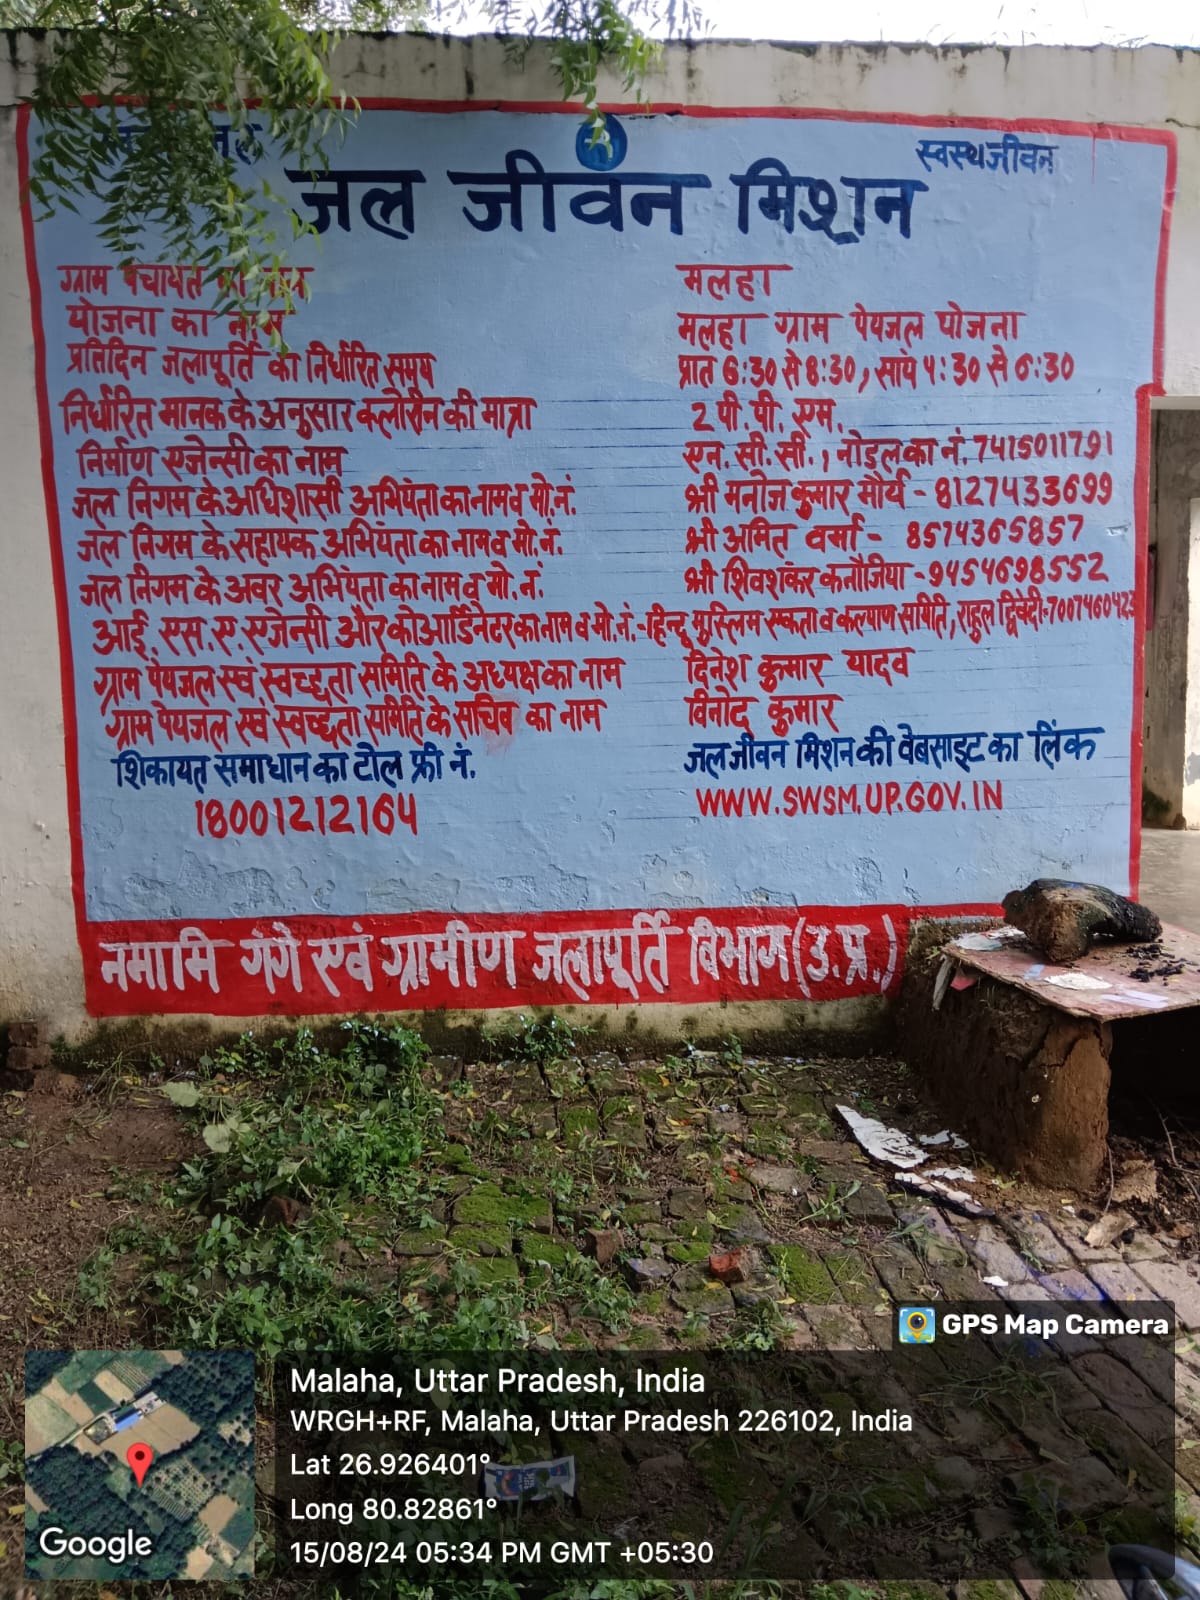 स्वस्थ जीवन
जल जीवन मिशन
ग्राम पंचायत का नाम मलहा
योजना का नाम मलहा ग्राम पेयजल योजना
प्रतिदिन जलापूर्ति का निर्धारित समय प्रात 6:30 से 8:30, सायं 4:30 से 6:30
निर्धारित मानक के अनुसार क्लोरीन की मात्रा 2 पी.पी. एम.
निर्माण एजेन्सी का नाम एन. सी. सी., नोडल का नं. 7415011791
जल निगम के अधिशासी अभियंता का नाम व मो. नं. श्री मनोज कुमार मौर्य - 8127433699
जल निगम के सहायक अभियंता का नाम व मो. नं. श्री अमित वर्मा - 8574365857
जल निगम के अवर अभियंता का नाम व मो. नं. श्री शिवशंकर कनौजिया - 9454698552
आई. एस. ए. एजेन्सी और कोआर्डिनेटर का नाम व मो. नं. - हिन्दू मुस्लिम एकता व कल्याण समिति, राहुल द्विवेदी - 7007460423
ग्राम पेयजल एवं स्वच्छता समिति के अध्यक्ष का नाम दिनेश कुमार यादव
ग्राम पेयजल एवं स्वच्छता समिति के सचिव का नाम विनोद कुमार
शिकायत समाधान का टोल फ्री नं. जल जीवन मिशन की वेबसाइट का लिंक
18001212164 WWW.SWSM.UP.GOV.IN
नमामि गंगे एवं ग्रामीण जलापूर्ति विभाग (उ.प्र.)
GPS Map Camera
Malaha, Uttar Pradesh, India
WRGH+RF, Malaha, Uttar Pradesh 226102, India
Lat 26.926401°
Long 80.82861°
15/08/24 05:34 PM GMT +05:30
Google